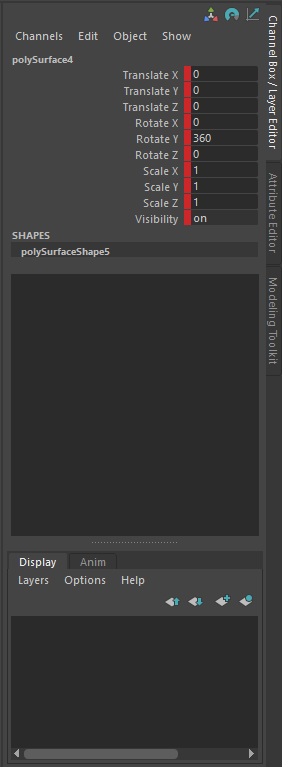 Channels Edit Object Show
polySurface4
Translate X 0
Translate Y 0
Translate Z 0
Rotate X 0
Rotate Y 360
Rotate Z 0
Scale X 1
Scale Y 1
Scale Z 1
Visibility on
SHAPES
polySurfaceShape5
Display Anim
Layers Options Help
Channel Box / Layer Editor
Attribute Editor
Modeling Toolkit